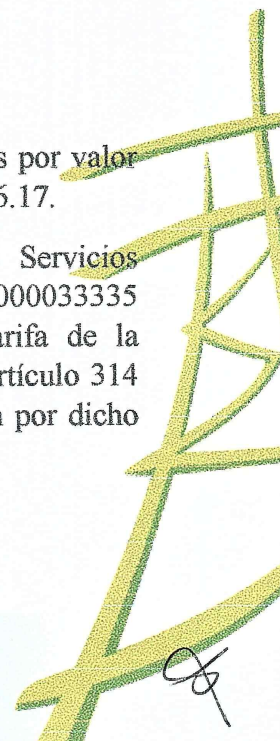 s por valor
6.17.
Servicios
000033335
arifa de la
rtículo 314
n por dicho